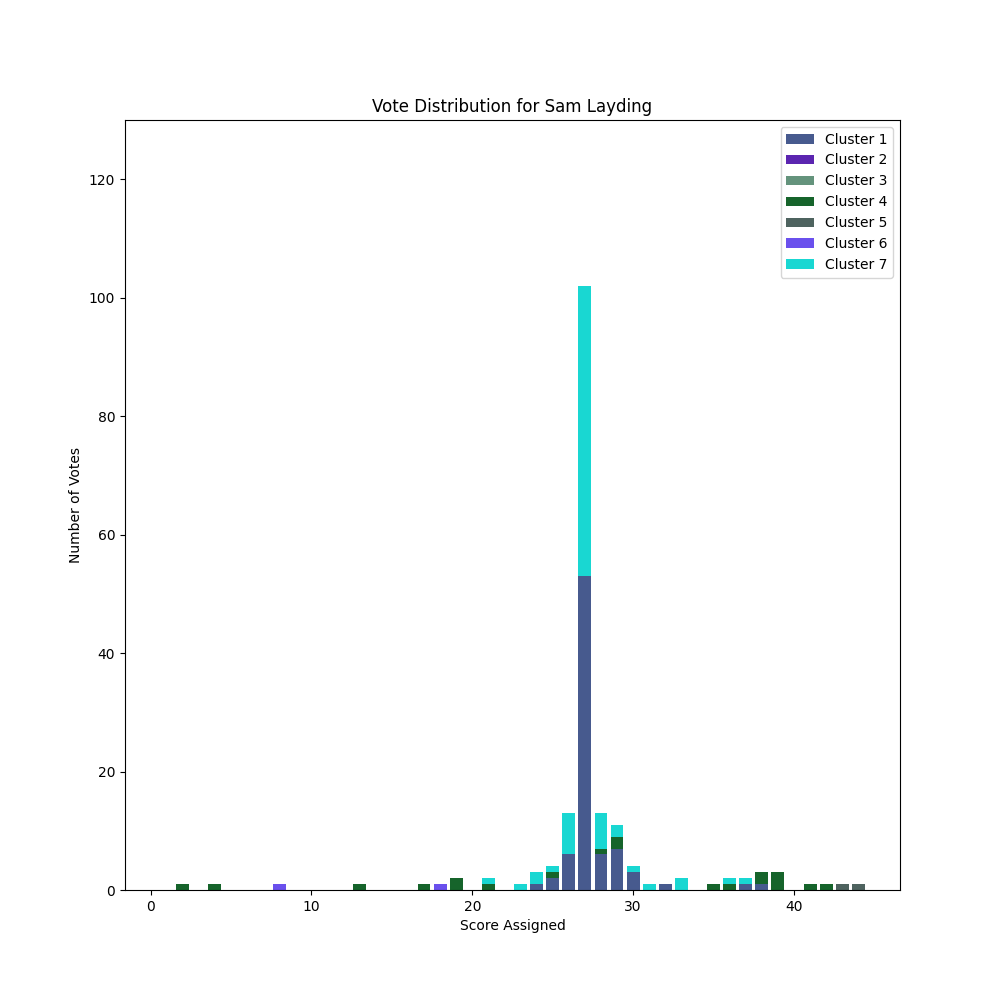 Vote Distribution for Sam Layding
Cluster 1
Cluster 2
Cluster 3
Cluster 4
Cluster 5
Cluster 6
Cluster 7
120
100
80
60
40
20
0
Number of Votes
0 10 20 30 40
Score Assigned